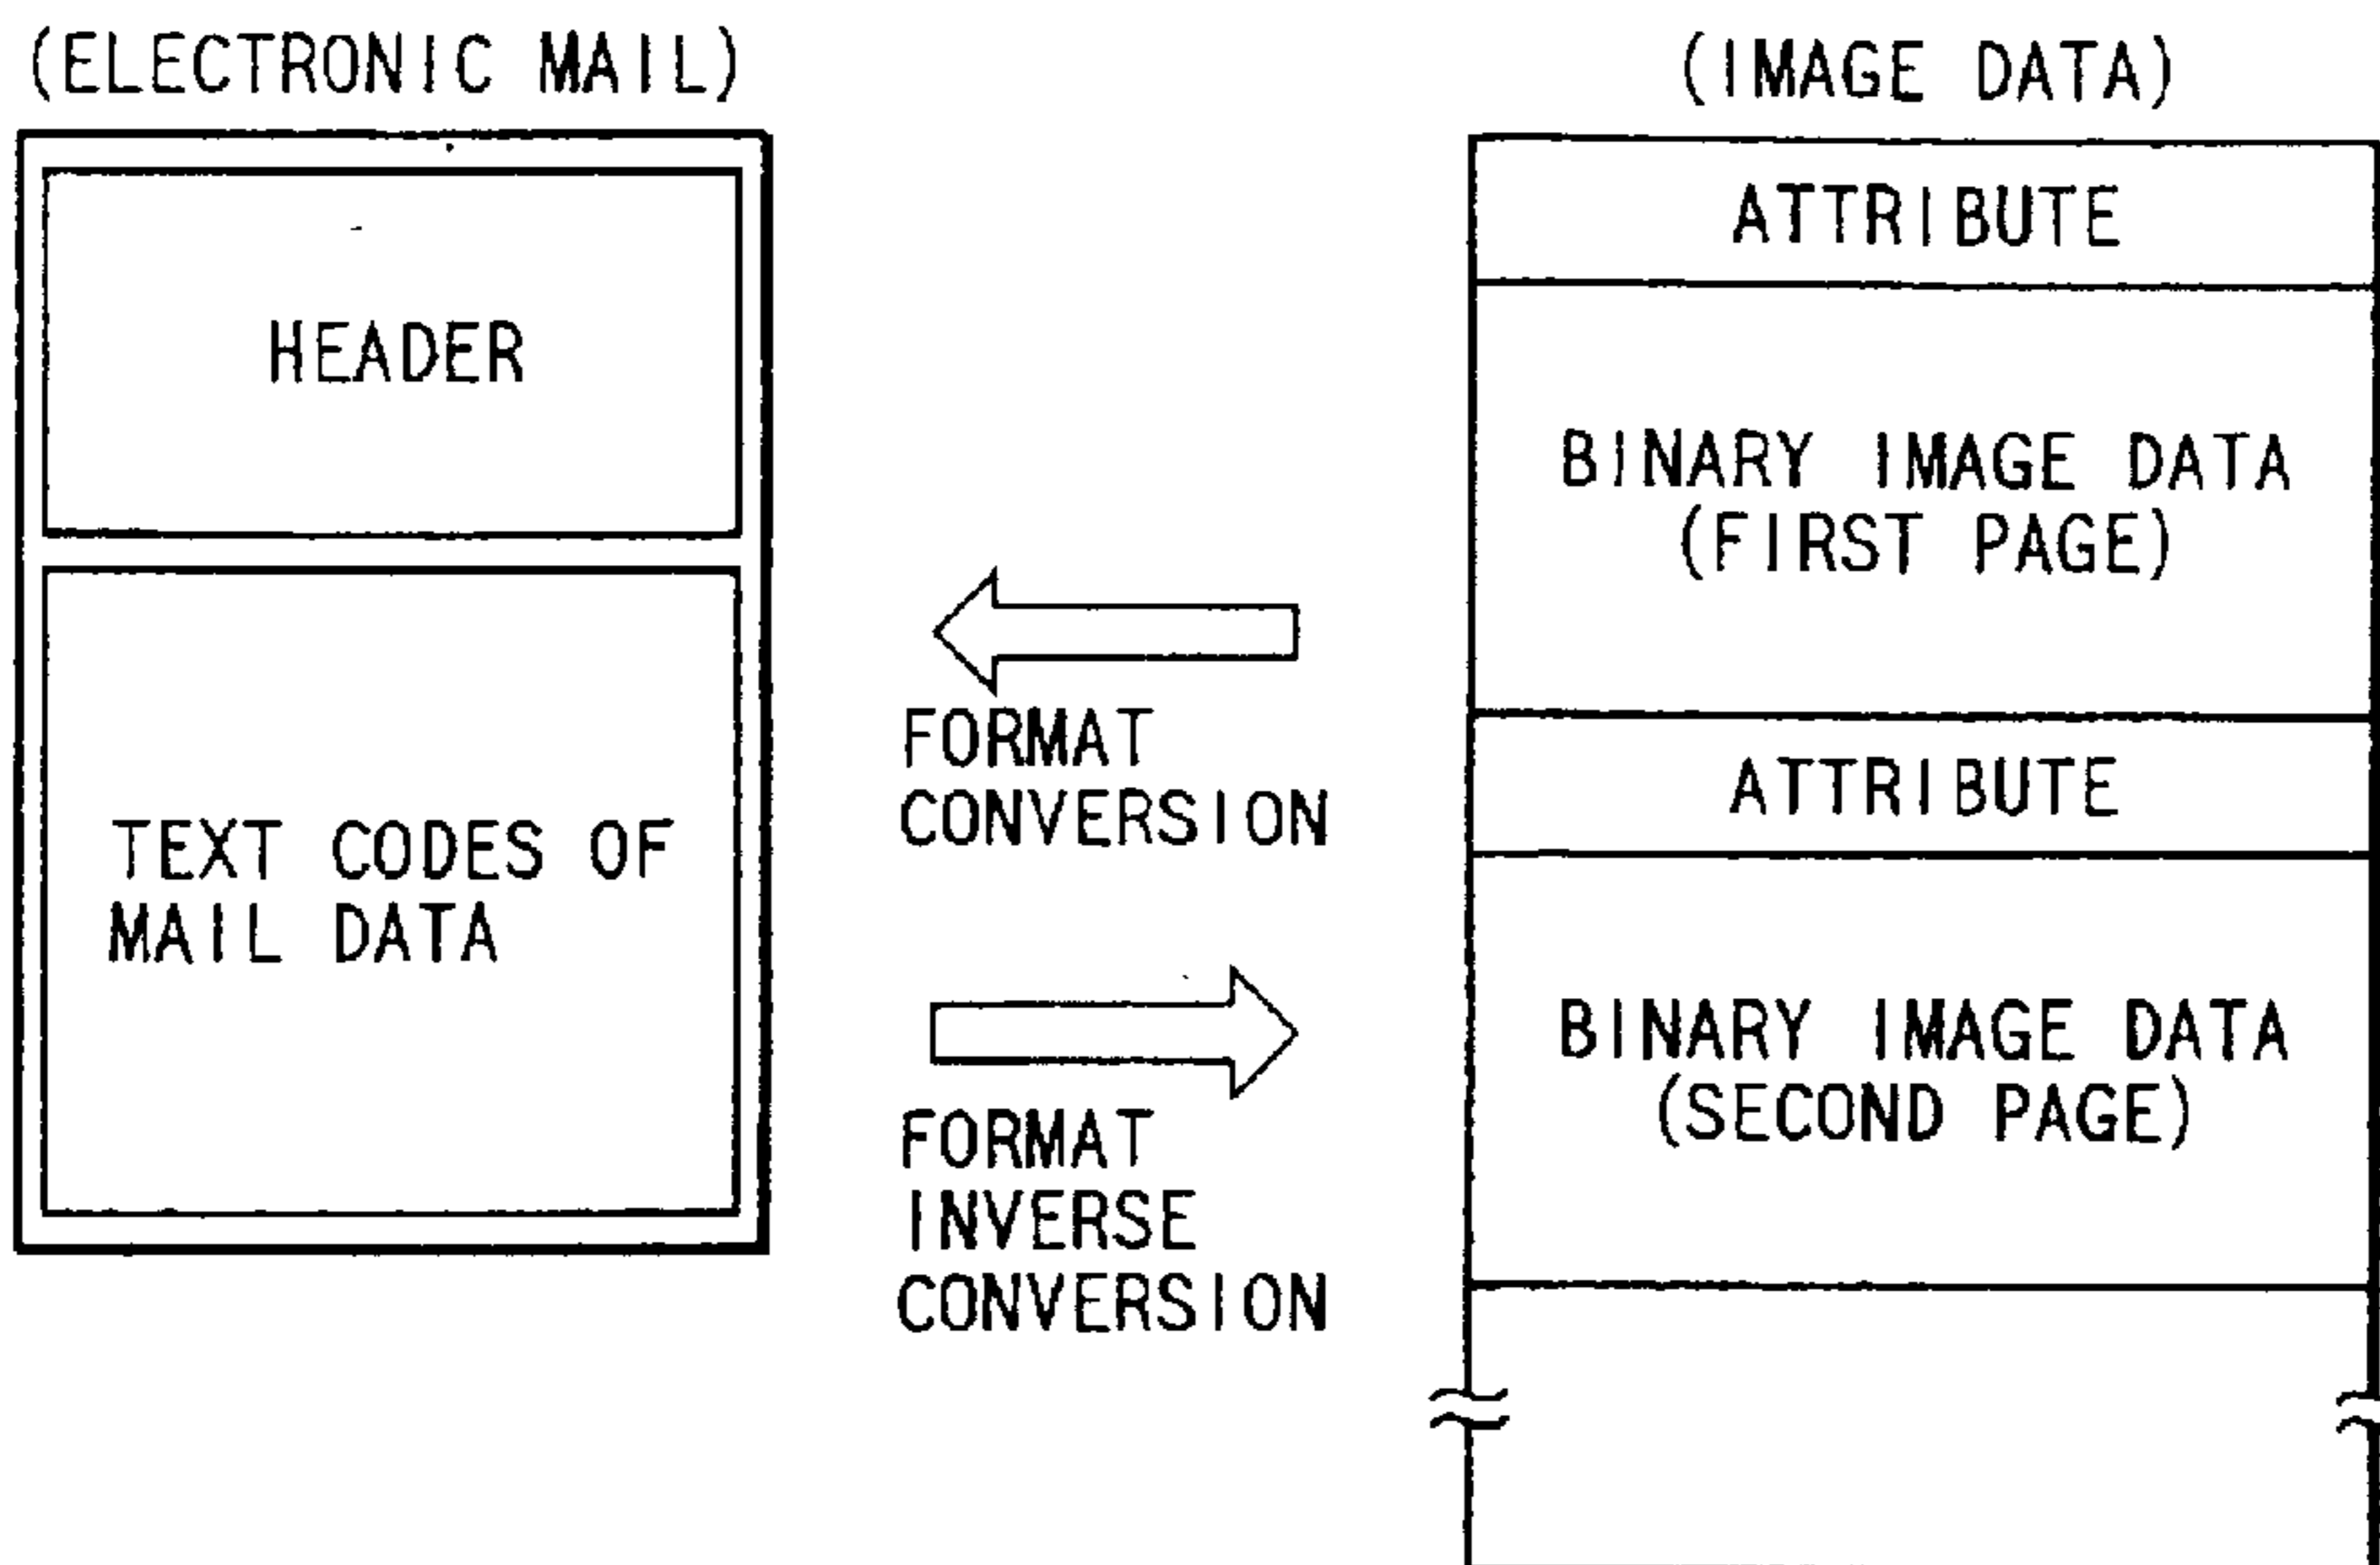 (ELECTRONIC MAIL)
HEADER
TEXT CODES OF
MAIL DATA
FORMAT
CONVERSION
FORMAT
INVERSE
CONVERSION
(IMAGE DATA)
ATTRIBUTE
BINARY IMAGE DATA
(FIRST PAGE)
ATTRIBUTE
BINARY IMAGE DATA
(SECOND PAGE)